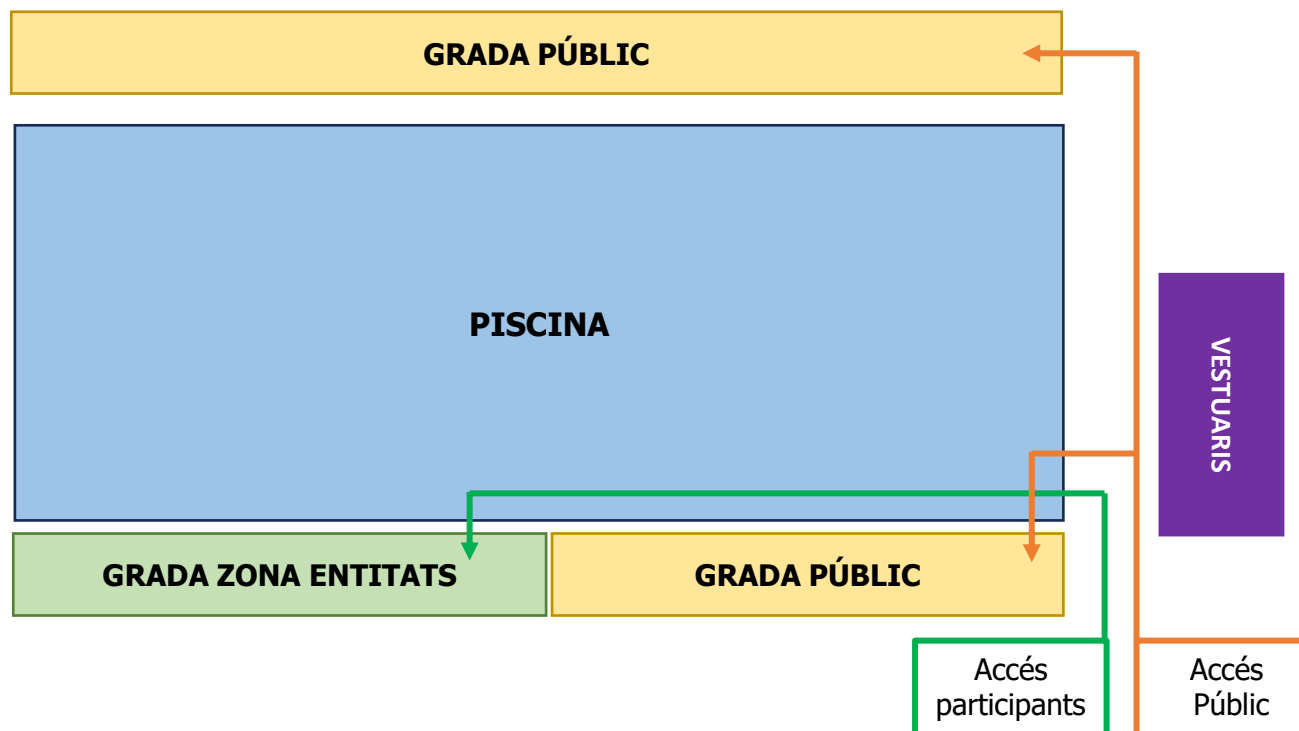 GRADA PÚBLIC
PISCINA
VESTUARIS
GRADA ZONA ENTITATS
GRADA PÚBLIC
Accés
participants
Accés
Públic